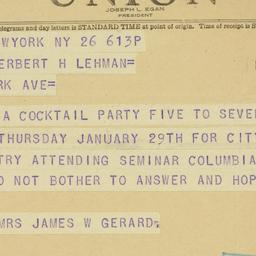 UNION
JOSEPH L. EGAN
PRESIDENT
telegrams and day letters is STANDARD TIME at point of origin. Time of receipt is S
WYORK NY 26 613P
ERBERT H LEHMAN=
RK AVE=
A COCKTAIL PARTY FIVE TO SEVE
THURSDAY JANUARY 29TH FOR CITY
TRY ATTENDING SEMINAR COLUMBIA
O NOT BOTHER TO ANSWER AND HOP
MRS JAMES W GERARD.